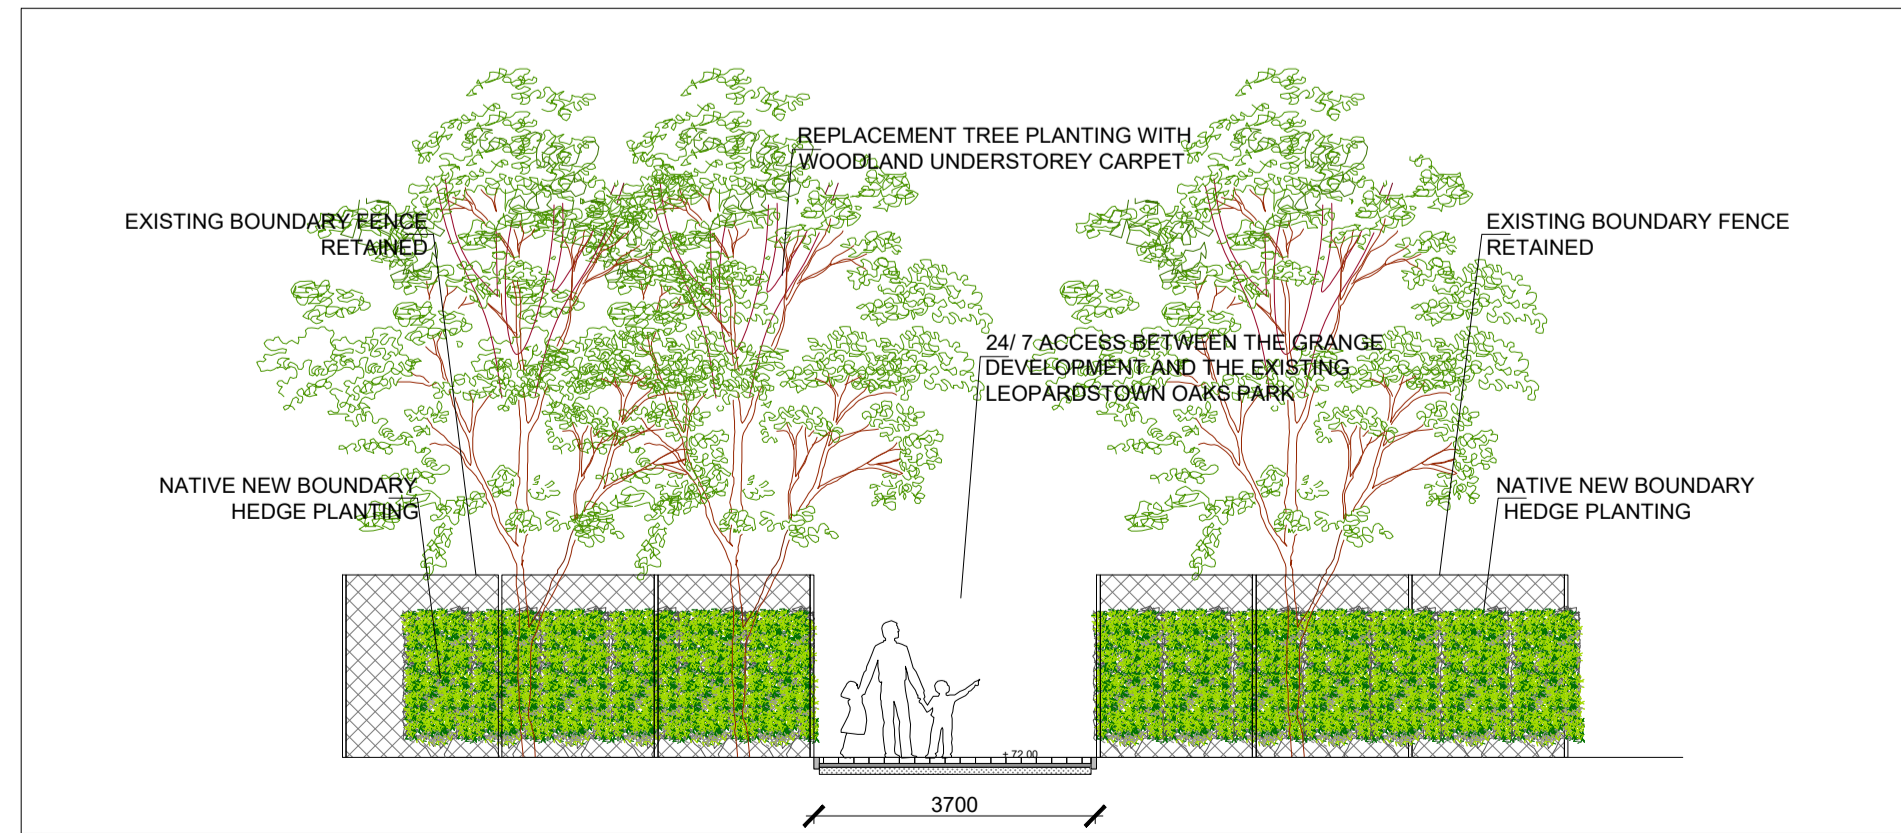 REPLACEMENT TREE PLANTING WITH
WOODLAND UNDERSTOREY CARPET
EXISTING BOUNDARY FENCE
RETAINED
EXISTING BOUNDARY FENCE
RETAINED
24/ 7 ACCESS BETWEEN THE GRANGE
DEVELOPMENT AND THE EXISTING
LEOPARDSTOWN OAKS PARK
NATIVE NEW BOUNDARY
HEDGE PLANTING
NATIVE NEW BOUNDARY
HEDGE PLANTING
+ 72.00
3700